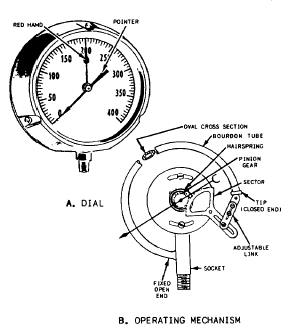 RED HAND
POINTER
0
50
100
150
200
300
350
400
A. DIAL
OVAL CROSS SECTION
BOURDON TUBE
HAIRSPRING
PINION
GEAR
SECTOR
TIP
(CLOSED END)
ADJUSTABLE
LINK
SOCKET
FIXED
OPEN
END
B. OPERATING MECHANISM